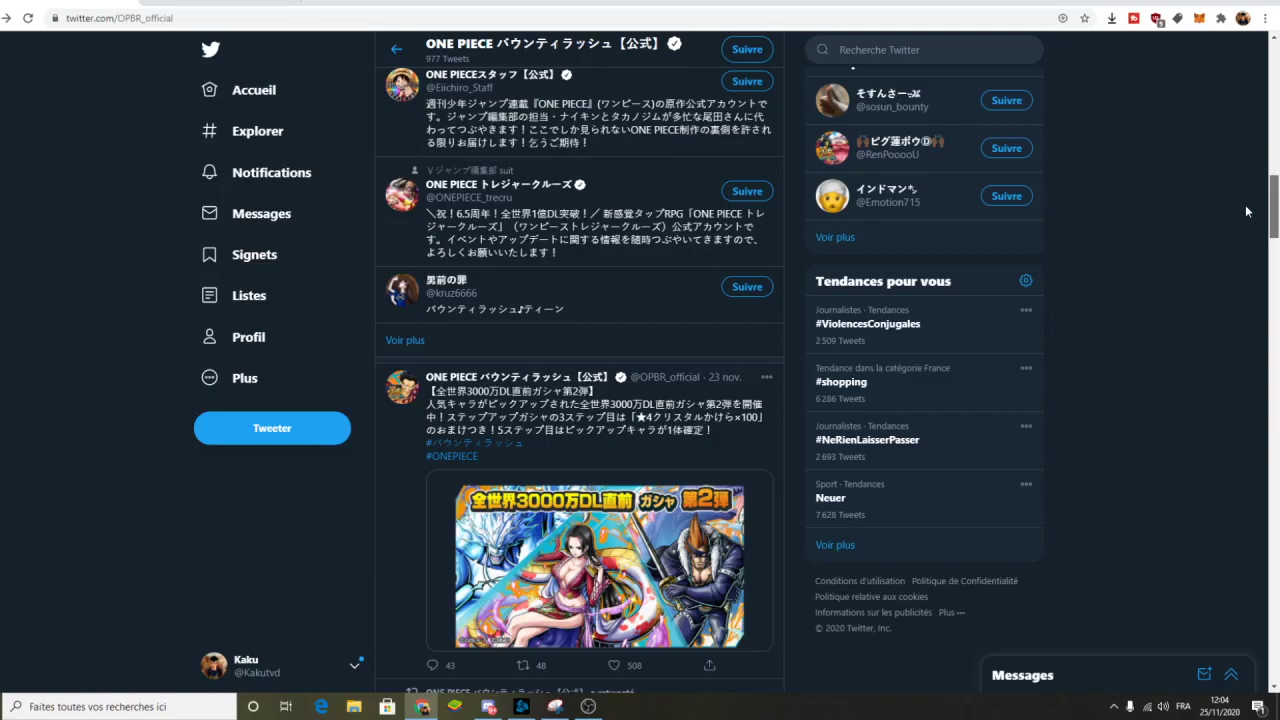 twitter.com/OPBR_official
ONE PIECE バウンティラッシュ【公式】
977 Tweets
Suivre
Recherche Twitter
Accueil
Explorer
Notifications
Messages
Signets
Listes
Profil
Plus
Tweeter
Kaku
@Kakutvd
ONE PIECEスタッフ【公式】
@Eiichiro_Staff
Suivre
週刊少年ジャンプ連載『ONE PIECE』(ワンピース)の原作公式アカウントで
す。ジャンプ編集部の担当・ナイキンとタカノジムが多忙な尾田さんに代
わってつぶやきます！ここでしか見られないONE PIECE制作の裏側を許され
る限りお届けします！乞うご期待！
Vジャンプ編集部 suit
ONE PIECE トレジャークルーズ
@ONEPIECE_trecru
Suivre
＼祝！6.5周年！全世界1億DL突破！／ 新感覚タップRPG「ONE PIECE トレ
ジャークルーズ」（ワンピーストレジャークルーズ）公式アカウントで
す。イベントやアップデートに関する情報を随時つぶやいてきますので、
よろしくお願いいたします！
男前の罪
@kruz6666
Suivre
バウンティラッシュ♪ティーン
Voir plus
ONE PIECE バウンティラッシュ【公式】 @OPBR_official · 23 nov.
【全世界3000万DL直前ガシャ第2弾】
人気キャラがピックアップされた全世界3000万DL直前ガシャ第2弾を開催
中！ステップアップガシャの3ステップ目は「★4クリスタルかけら×100」
のおまけつき！5ステップ目はピックアップキャラが1体確定！
#バウンティラッシュ
#ONEPIECE
全世界3000万DL直前 ガシャ 第2弾
43
48
508
ONE PIECE バウンティラッシュ【公式】 a retweeté
そすんさー
@sosun_bounty
Suivre
ピグ蓮ポウⒹ
@RenPooooU
Suivre
インドマン
@Emotion715
Suivre
Voir plus
Tendances pour vous
Journalistes · Tendances
#ViolencesConjugales
2 509 Tweets
Tendance dans la catégorie France
#shopping
6 286 Tweets
Journalistes · Tendances
#NeRienLaisserPasser
2 693 Tweets
Sport · Tendances
Neuer
7 628 Tweets
Voir plus
Conditions d'utilisation Politique de Confidentialité
Politique relative aux cookies
Informations sur les publicités Plus ···
© 2020 Twitter, Inc.
Messages
Faites toutes vos recherches ici
FRA
12:04
25/11/2020